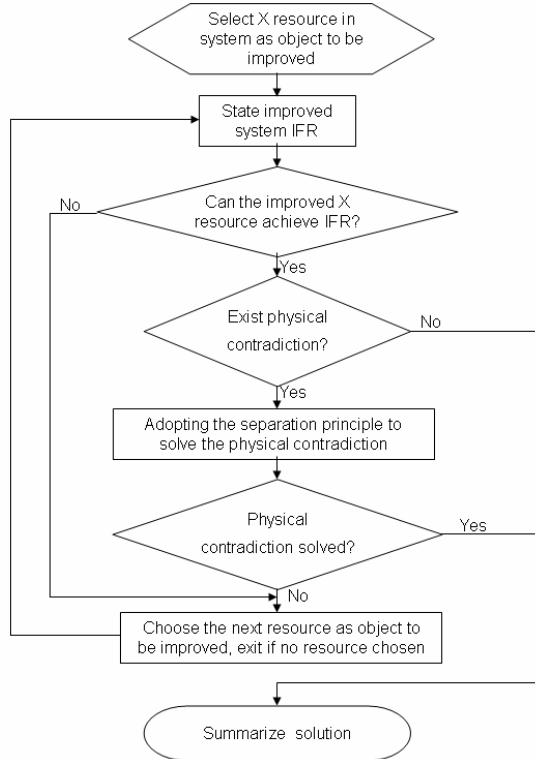 Select X resource in
system as object to be
improved
State improved
system IFR
Can the improved X
resource achieve IFR?
No
Yes
Exist physical
contradiction?
No
Yes
Adopting the separation principle to
solve the physical contradiction
Physical
contradiction solved?
Yes
No
Choose the next resource as object to
be improved, exit if no resource chosen
Summarize solution